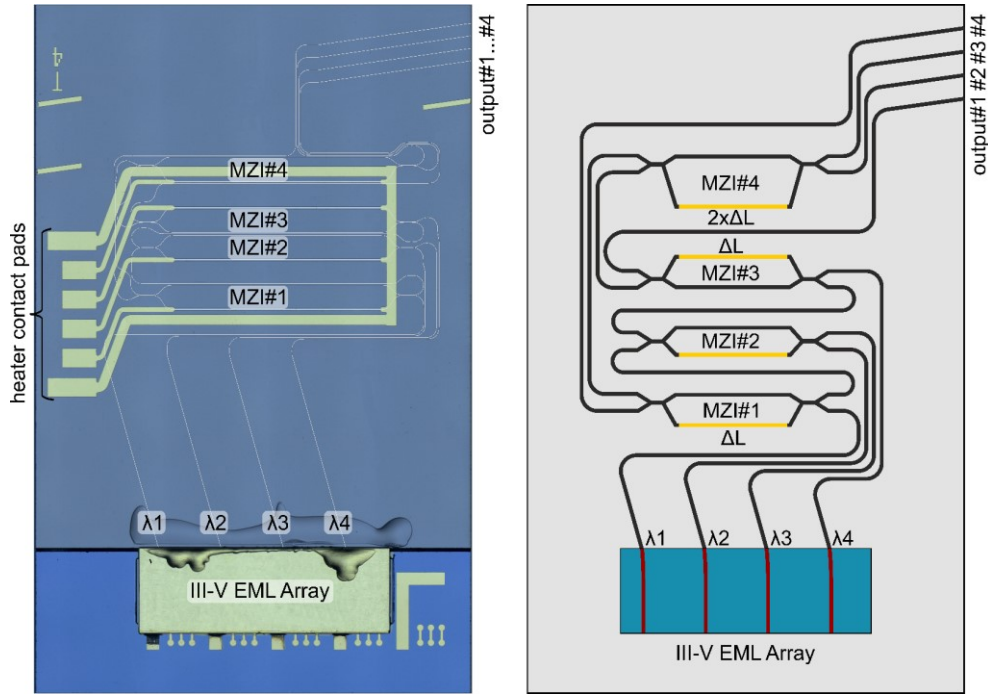 T 4
output#1...#4
MZI#4
MZI#3
MZI#2
MZI#1
heater contact pads
λ1
λ2
λ3
λ4
III-V EML Array
output#1 #2 #3 #4
MZI#4
2xΔL
ΔL
MZI#3
MZI#2
MZI#1
ΔL
λ1
λ2
λ3
λ4
III-V EML Array